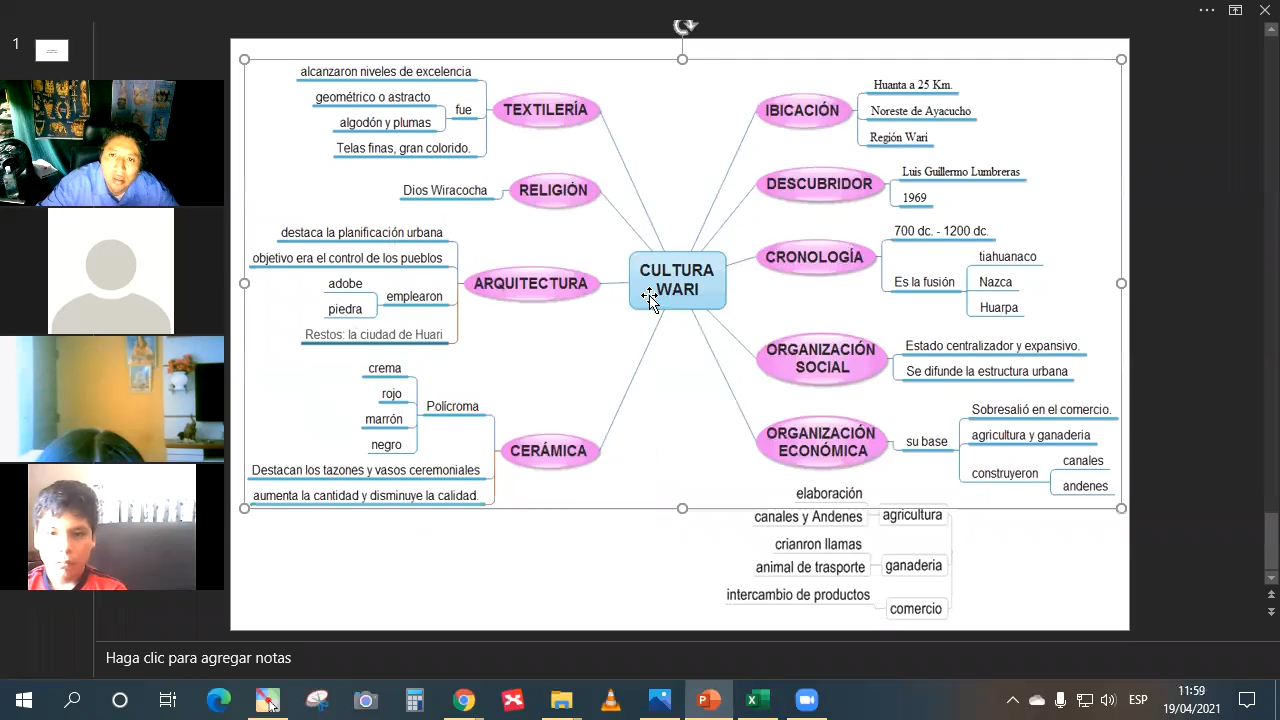 1
alcanzaron niveles de excelencia
geométrico o astracto
algodón y plumas
fue
Telas finas, gran colorido.
TEXTILERÍA
Dios Wiracocha
RELIGIÓN
destaca la planificación urbana
objetivo era el control de los pueblos
adobe
piedra
emplearon
Restos: la ciudad de Huari
ARQUITECTURA
crema
rojo
marrón
negro
Polícroma
Destacan los tazones y vasos ceremoniales
aumenta la cantidad y disminuye la calidad.
CERÁMICA
CULTURA
WARI
IBICACIÓN
Huanta a 25 Km.
Noreste de Ayacucho
Región Wari
DESCUBRIDOR
Luis Guillermo Lumbreras
1969
CRONOLOGÍA
700 dc. - 1200 dc.
Es la fusión
tiahuanaco
Nazca
Huarpa
ORGANIZACIÓN
SOCIAL
Estado centralizador y expansivo.
Se difunde la estructura urbana
ORGANIZACIÓN
ECONÓMICA
su base
Sobresalió en el comercio.
agricultura y ganaderia
construyeron
canales
andenes
elaboración
canales y Andenes
agricultura
crianron llamas
animal de trasporte
ganaderia
intercambio de productos
comercio
Haga clic para agregar notas
ESP
11:59
19/04/2021